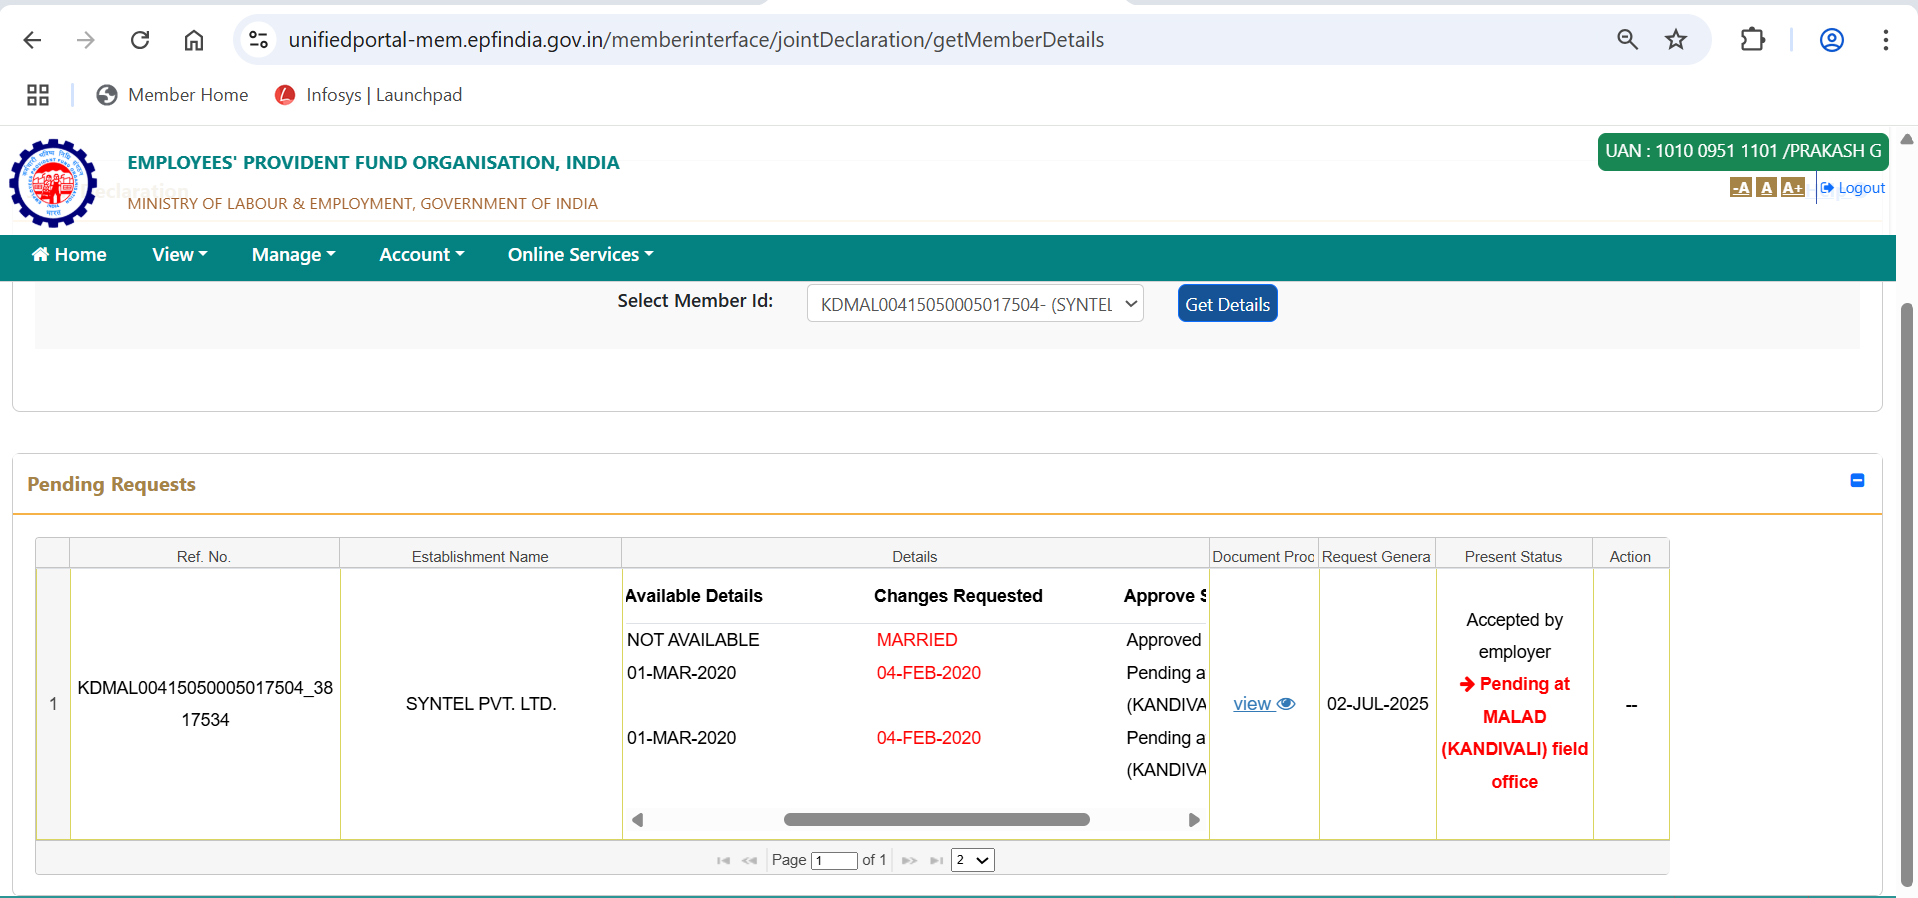 unifiedportal-mem.epfindia.gov.in/memberinterface/jointDeclaration/getMemberDetails
Member Home
Infosys | Launchpad
EMPLOYEES' PROVIDENT FUND ORGANISATION, INDIA
MINISTRY OF LABOUR & EMPLOYMENT, GOVERNMENT OF INDIA
UAN : 1010 0951 1101 /PRAKASH G
-A A A+ Logout
Home View Manage Account Online Services
Select Member Id: KDMAL00415050005017504- (SYNTEL Get Details
Pending Requests
Ref. No. Establishment Name Details Document Proo Request Genera Present Status Action
1
KDMAL00415050005017504_38
17534
SYNTEL PVT. LTD.
Available Details Changes Requested Approve S
NOT AVAILABLE MARRIED Approved
01-MAR-2020 04-FEB-2020 Pending a
(KANDIVA
01-MAR-2020 04-FEB-2020 Pending a
(KANDIVA
view
02-JUL-2025
Accepted by
employer
Pending at
MALAD
(KANDIVALI) field
office
--
Page 1 of 1 2